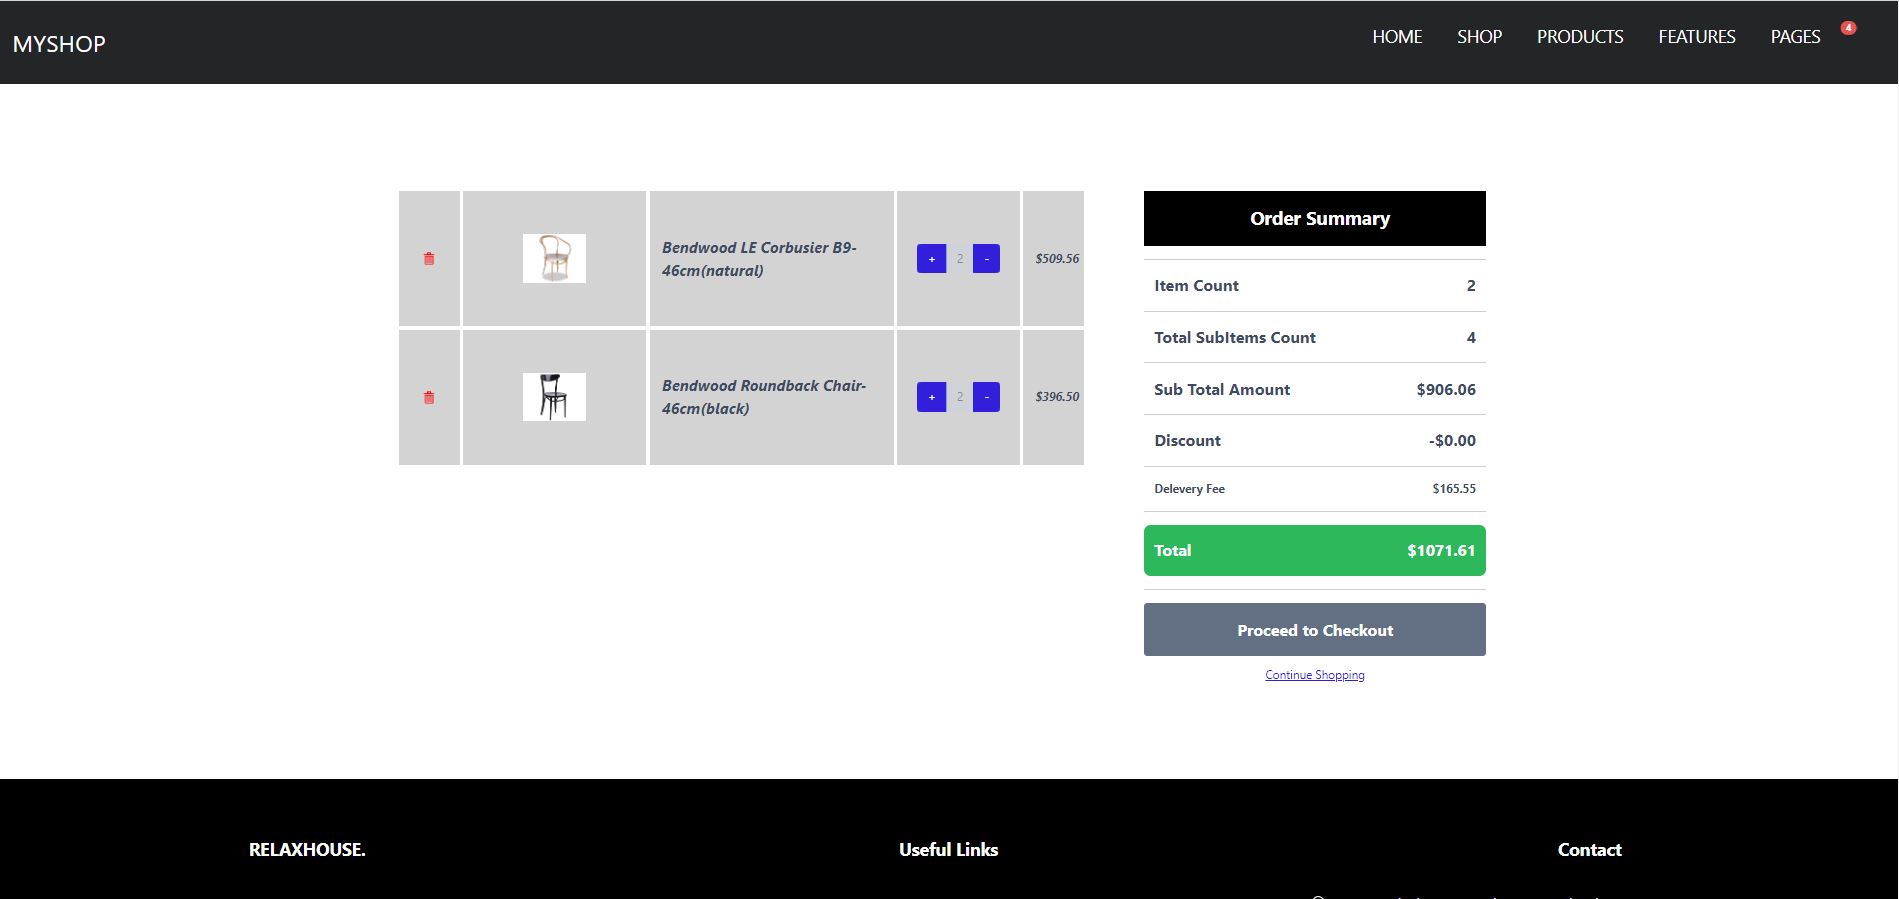 MYSHOP
HOME SHOP PRODUCTS FEATURES PAGES 4
Bendwood LE Corbusier B9-
46cm(natural)
+ 2 -
$509.56
Bendwood Roundback Chair-
46cm(black)
+ 2 -
$396.50
Order Summary
Item Count 2
Total SubItems Count 4
Sub Total Amount $906.06
Discount -$0.00
Delevery Fee $165.55
Total $1071.61
Proceed to Checkout
Continue Shopping
RELAXHOUSE.
Useful Links
Contact